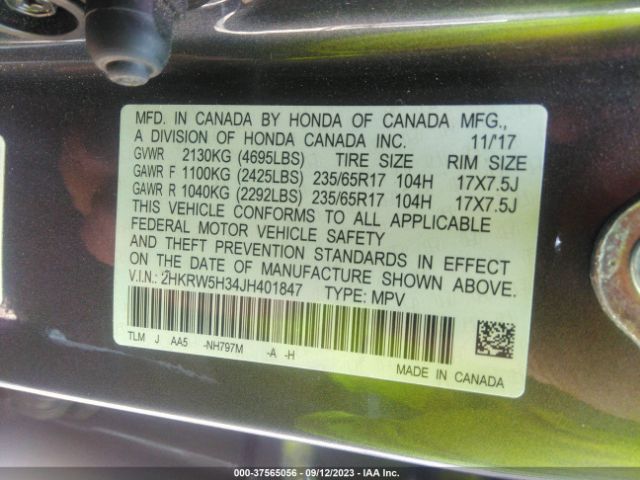 MFD. IN CANADA BY HONDA OF CANADA MFG.,
A DIVISION OF HONDA CANADA INC. 11/'17
GVWR 2130KG (4695LBS) TIRE SIZE RIM SIZE
GAWR F 1100KG (2425LBS) 235/65R17 104H 17X7.5J
GAWR R 1040KG (2292LBS) 235/65R17 104H 17X7.5J
THIS VEHICLE CONFORMS TO ALL APPLICABLE
FEDERAL MOTOR VEHICLE SAFETY
AND THEFT PREVENTION STANDARDS IN EFFECT
ON THE DATE OF MANUFACTURE SHOWN ABOVE.
V.I.N.: 2HKRW5H34JH401847 TYPE: MPV
TLM J AA5 -NH797M -A -H
MADE IN CANADA
000-37565056 - 09/12/2023 - IAA Inc.